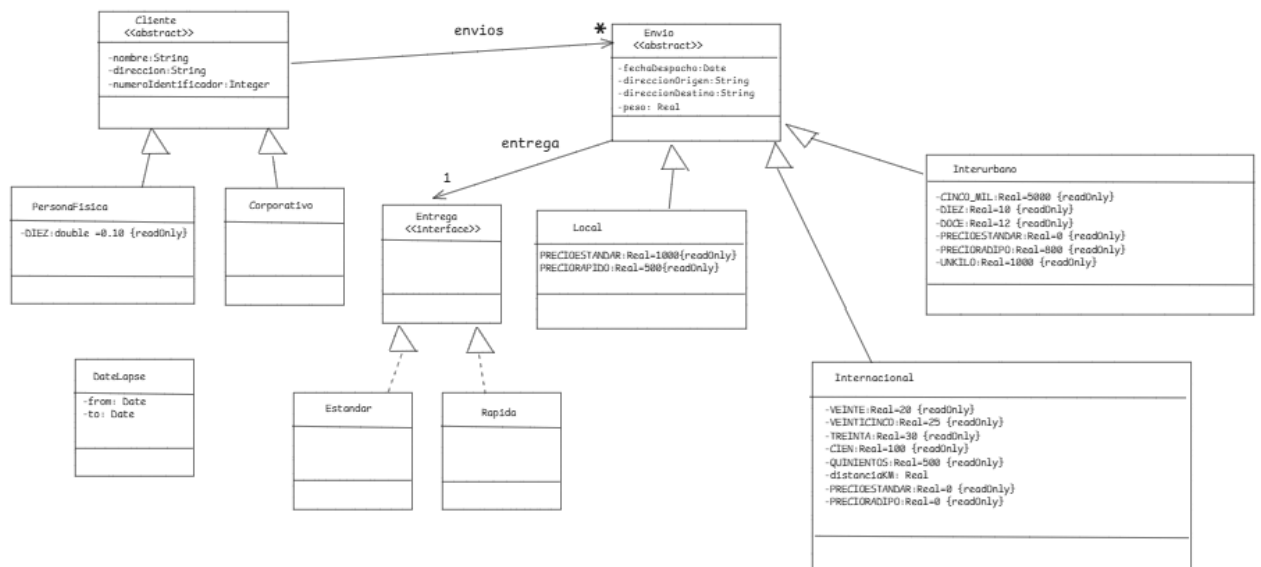 Cliente
<<abstract>>
-nombre:String
-direccion:String
-numeroIdentificador:Integer
envios
*
Envio
<<abstract>>
-fechaDespacho:Date
-direccionOrigen:String
-direccionDestino:String
-peso: Real
entrega
1
PersonaFisica
-DIEZ:double =0.10 {readOnly}
Corporativo
Entrega
<<interface>>
Local
PRECIOESTANDAR:Real=1000{readOnly}
PRECIORAPIDO:Real=500{readOnly}
Interurbano
-CINCO_MIL:Real=5000 {readOnly}
-DIEZ:Real=10 {readOnly}
-DOCE:Real=12 {readOnly}
-PRECIOESTANDAR:Real=0 {readOnly}
-PRECIORADIPO:Real=800 {readOnly}
-UNKILO:Real=1000 {readOnly}
DateLapse
-from: Date
-to: Date
Estandar
Rapida
Internacional
-VEINTE:Real=20 {readOnly}
-VEINTICINCO:Real=25 {readOnly}
-TREINTA:Real=30 {readOnly}
-CIEN:Real=100 {readOnly}
-QUINIENTOS:Real=500 {readOnly}
-distanciaKM: Real
-PRECIOESTANDAR:Real=0 {readOnly}
-PRECIORADIPO:Real=0 {readOnly}